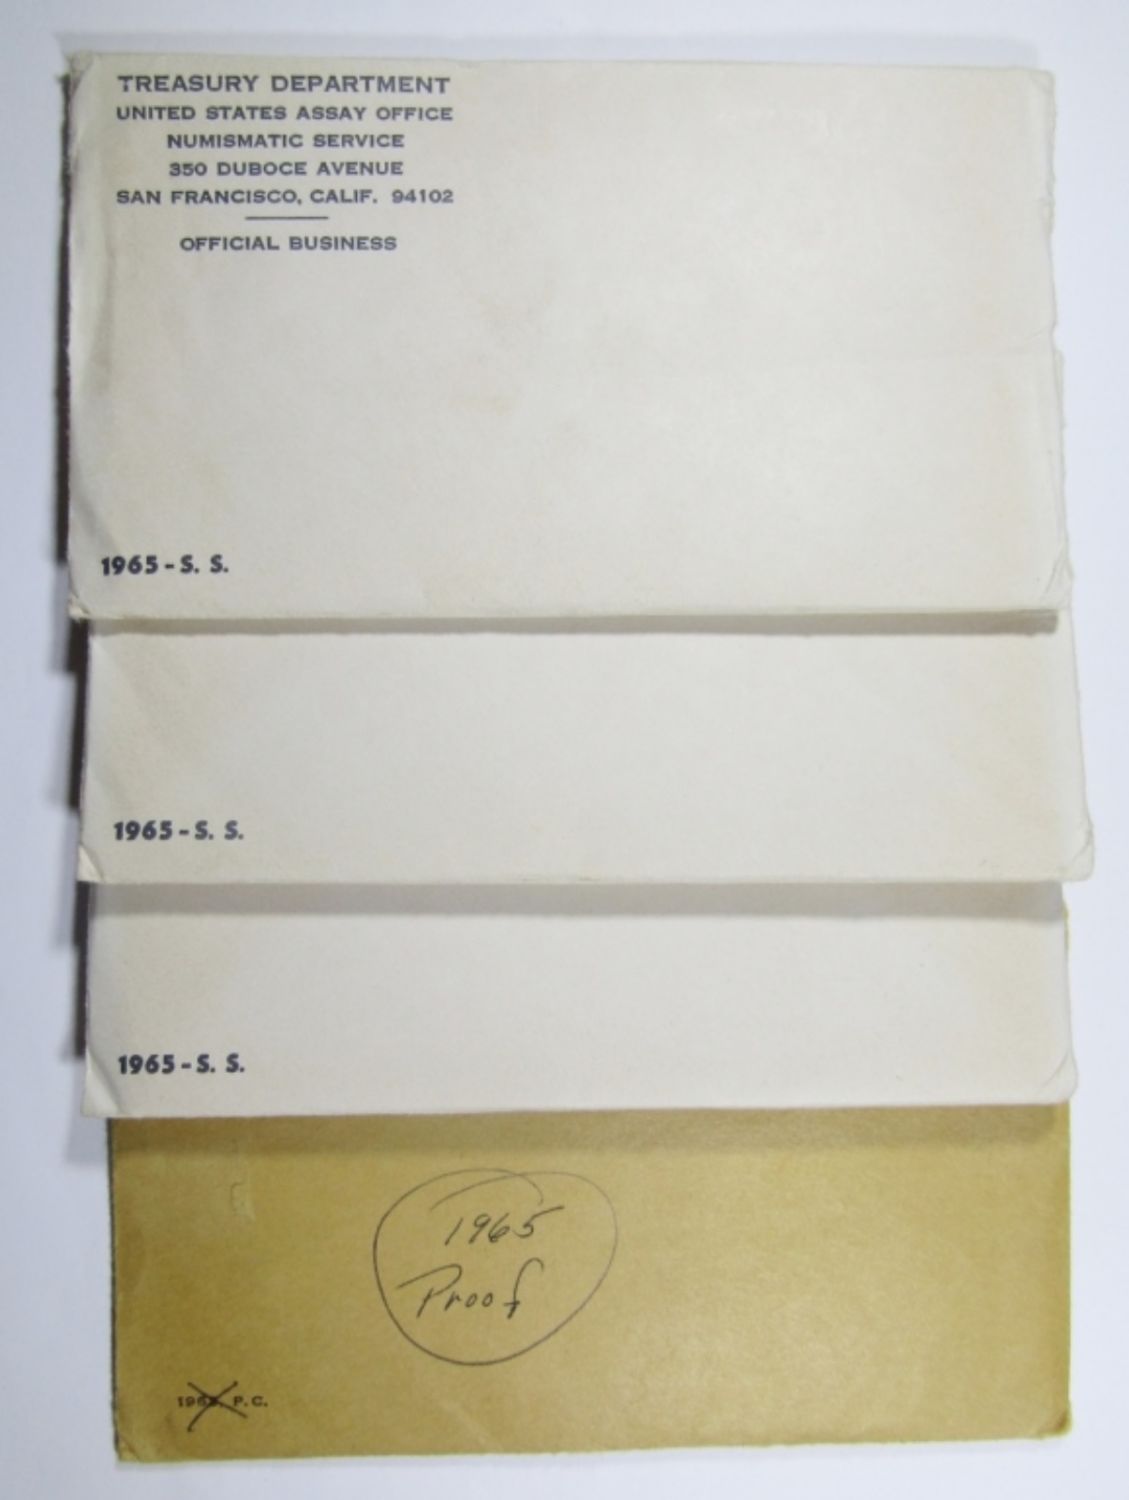 TREASURY DEPARTMENT
UNITED STATES ASSAY OFFICE
NUMISMATIC SERVICE
350 DUBOCE AVENUE
SAN FRANCISCO, CALIF. 94102
OFFICIAL BUSINESS
1965-S. S.
1965-S. S.
1965-S. S.
1965
Proof
P.C.